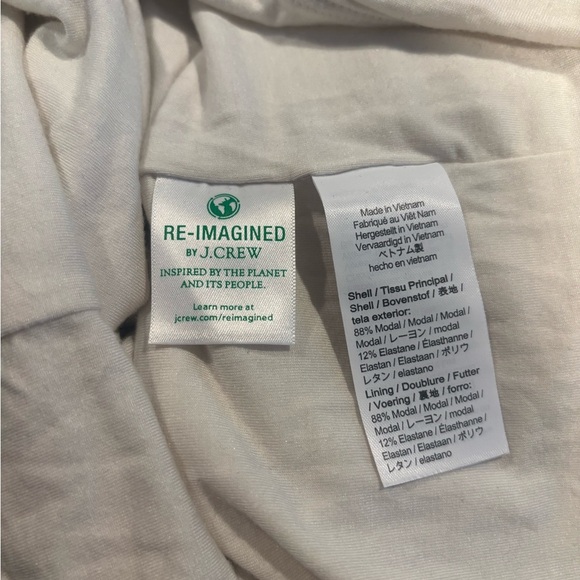 RE-IMAGINED
BY J.CREW
INSPIRED BY THE PLANET
AND ITS PEOPLE.
Learn more at
jcrew.com/reimagined
Made in Vietnam
Fabriqué au Viêt Nam
Hergestellt in Vietnam
Vervaardigd in Vietnam
ベトナム製
hecho en vietnam
Shell / Tissu Principal /
Shell / Bovenstof / 表地 /
tela exterior:
88% Modal / Modal / Modal /
Modal / レーヨン / modal
12% Elastane / Élasthanne /
Elastan / Elastaan / ポリウ
レタン / elastano
Lining / Doublure / Futter
/ Voering / 裏地 / forro:
88% Modal / Modal / Modal /
Modal / レーヨン / modal
12% Elastane / Élasthanne /
Elastan / Elastaan / ポリウ
レタン / elastano